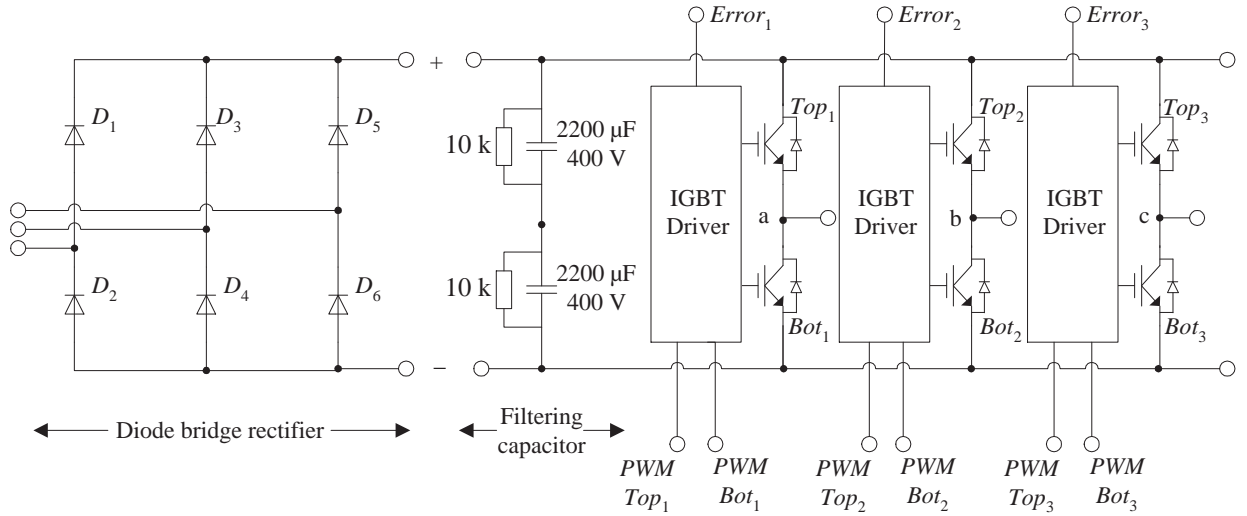 Error₁
Error₂
Error₃
+
D₁
D₃
D₅
10 k
2200 µF
400 V
IGBT
Driver
Top₁
a
IGBT
Driver
Top₂
b
IGBT
Driver
Top₃
c
D₂
D₄
D₆
10 k
2200 µF
400 V
Bot₁
Bot₂
Bot₃
−
Diode bridge rectifier
Filtering
capacitor
PWM
Top₁
PWM
Bot₁
PWM
Top₂
PWM
Bot₂
PWM
Top₃
PWM
Bot₃